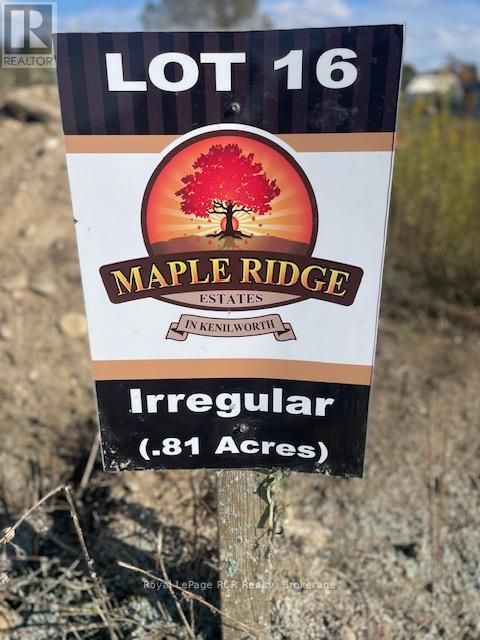 R
REALTOR
LOT 16
MAPLE RIDGE
ESTATES
IN KENILWORTH
Irregular
(.81 Acres)
Royal LePage RCR Realty, Brokerage